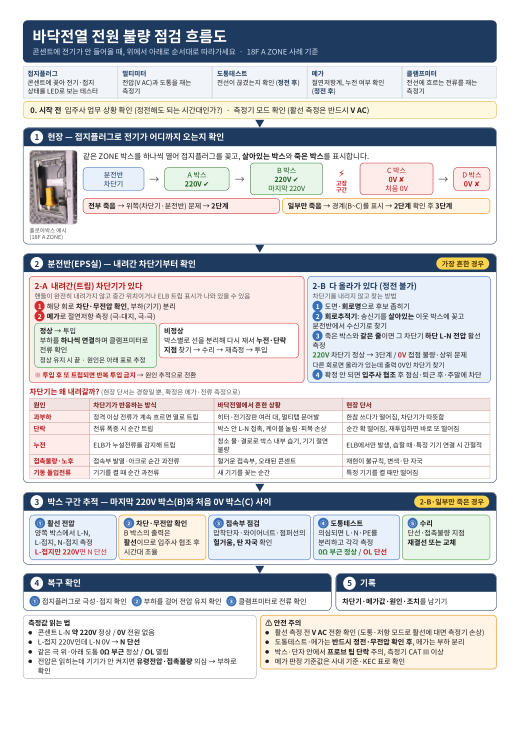 바닥전열 전원 불량 점검 흐름도
콘센트에 전기가 안 들어올 때, 위에서 아래로 순서대로 따라가세요 · 18F A ZONE 사례 기준
점지플러그
콘센트에 꽂아 전기·접지
상태를 LED로 보는 테스터
멀티미터
전압(V AC)과 도통을 재는
측정기
도통테스트
전선이 끊겼는지 확인 (정전 후)
메가
절연저항계, 누전 여부 확인
(정전 후)
클램프미터
전선에 흐르는 전류를 재는
측정기
0. 시작 전 입주사 업무 상황 확인 (정전해도 되는 시간대인가?) · 측정기 모드 확인 (활선 측정은 반드시 V AC)
1 현장 — 점지플러그로 전기가 어디까지 오는지 확인
플로어박스 예시
(18F A ZONE)
같은 ZONE 박스를 하나씩 열어 점지플러그를 꽂고, 살아있는 박스와 죽은 박스를 표시합니다.
분전반
차단기
→
A 박스
220V ✔
→
B 박스
220V ✔
마지막 220V
⚡
고장
구간
C 박스
0V ✘
처음 0V
→
D 박스
0V ✘
전부 죽음 → 위쪽(차단기·분전반) 문제 → 2단계
일부만 죽음 → 경계(B~C)를 표시 → 2단계 확인 후 3단계
2 분전반(EPS실) — 내려간 차단기부터 확인
가장 흔한 경우
2-A 내려간(트립) 차단기가 있다
핸들이 완전히 내려가지 않고 중간 위치이거나 ELB 트립 표시가 나와 있을 수 있음
1 해당 회로 차단·무전압 확인, 부하(기기) 분리
2 메가로 절연저항 측정 (극-대지, 극-극)
정상 → 투입
부하를 하나씩 연결하며 클램프미터로
전류 확인
정상 유지 시 끝 · 원인은 아래 표로 추정
비정상
박스별로 선을 분리해 다시 재서 누전·단락
지점 찾기 → 수리 → 재측정 → 투입
※ 투입 후 또 트립되면 반복 투입 금지 → 원인 추적으로 전환
2-B 다 올라가 있다 (정전 불가)
차단기를 내리지 않고 찾는 방법
1 도면·회로명으로 후보 좁히기
2 회로추적기: 송신기를 살아있는 이웃 박스에 꽂고
분전반에서 수신기로 찾기
3 죽은 박스와 같은 줄이면 그 차단기 하단 L-N 전압 활선
측정
220V 차단기 정상 → 3단계 / 0V 접점 불량·상위 문제
다른 회로면 올라가 있는데 출력 0V인 차단기 찾기
4 확정 안 되면 입주사 협조 후 점심·퇴근 후·주말에 차단
차단기는 왜 내려갈까? (현장 단서는 경향일 뿐, 확정은 메가·전류 측정으로)
원인 차단기가 반응하는 방식 바닥전열에서 흔한 상황 현장 단서
과부하 정격 이상 전류가 계속 흐르면 열로 트립 히터·전기장판 여러 대, 멀티탭 문어발 한참 쓰다가 떨어짐, 차단기가 따뜻함
단락 전류 폭증 시 순간 트립 박스 안 L-N 접촉, 케이블 눌림·피복 손상 순간 확 떨어짐, 재투입하면 바로 또 떨어짐
누전 ELB가 누설전류를 감지해 트립 청소 물·결로로 박스 내부 습기, 기기 절연
불량 ELB에서만 발생, 습할 때·특정 기기 연결 시 간헐적
접촉불량·노후 접속부 발열·아크로 순간 과전류 헐거운 접속부, 오래된 콘센트 재현이 불규칙, 변색·탄 자국
기동 돌입전류 기기를 켤 때 순간 과전류 새 기기를 꽂는 순간 특정 기기를 켤 때만 떨어짐
3 박스 구간 추적 — 마지막 220V 박스(B)와 처음 0V 박스(C) 사이
2-B·일부만 죽은 경우
1 활선 전압
양쪽 박스에서 L-N,
L-접지, N-접지 측정
L-접지만 220V면 N 단선
2 차단·무전압 확인
B 박스의 출력은
활선이므로 입주사 협조 후
시간대 조율
3 접속부 점검
압착단자·와이어너트·점퍼선의
헐거움, 탄 자국 확인
4 도통테스트
의심되면 L·N·PE를
분리하고 각각 측정
0Ω 부근 정상 / OL 단선
5 수리
단선·접촉불량 지점
재결선 또는 교체
4 복구 확인
1 점지플러그로 극성·접지 확인 2 부하를 걸어 전압 유지 확인 3 클램프미터로 전류 확인
5 기록
차단기·메가값·원인·조치를 남기기
측정값 읽는 법
● 콘센트 L-N 약 220V 정상 / 0V 전원 없음
● L-접지 220V인데 L-N 0V → N 단선
● 같은 극 위·아래 도통 0Ω 부근 정상 / OL 열림
● 전압은 읽히는데 기기가 안 켜지면 유령전압·접촉불량 의심 → 부하로
확인
⚠ 안전 주의
● 활선 측정 전 V AC 전환 확인 (도통·저항 모드로 활선에 대면 측정기 손상)
● 도통테스트·메가는 반드시 정전·무전압 확인 후, 메가는 부하 분리
● 박스·단자 안에서 프로브 팁 단락 주의, 측정기 CAT III 이상
● 메가 판정 기준값은 사내 기준·KEC 표로 확인